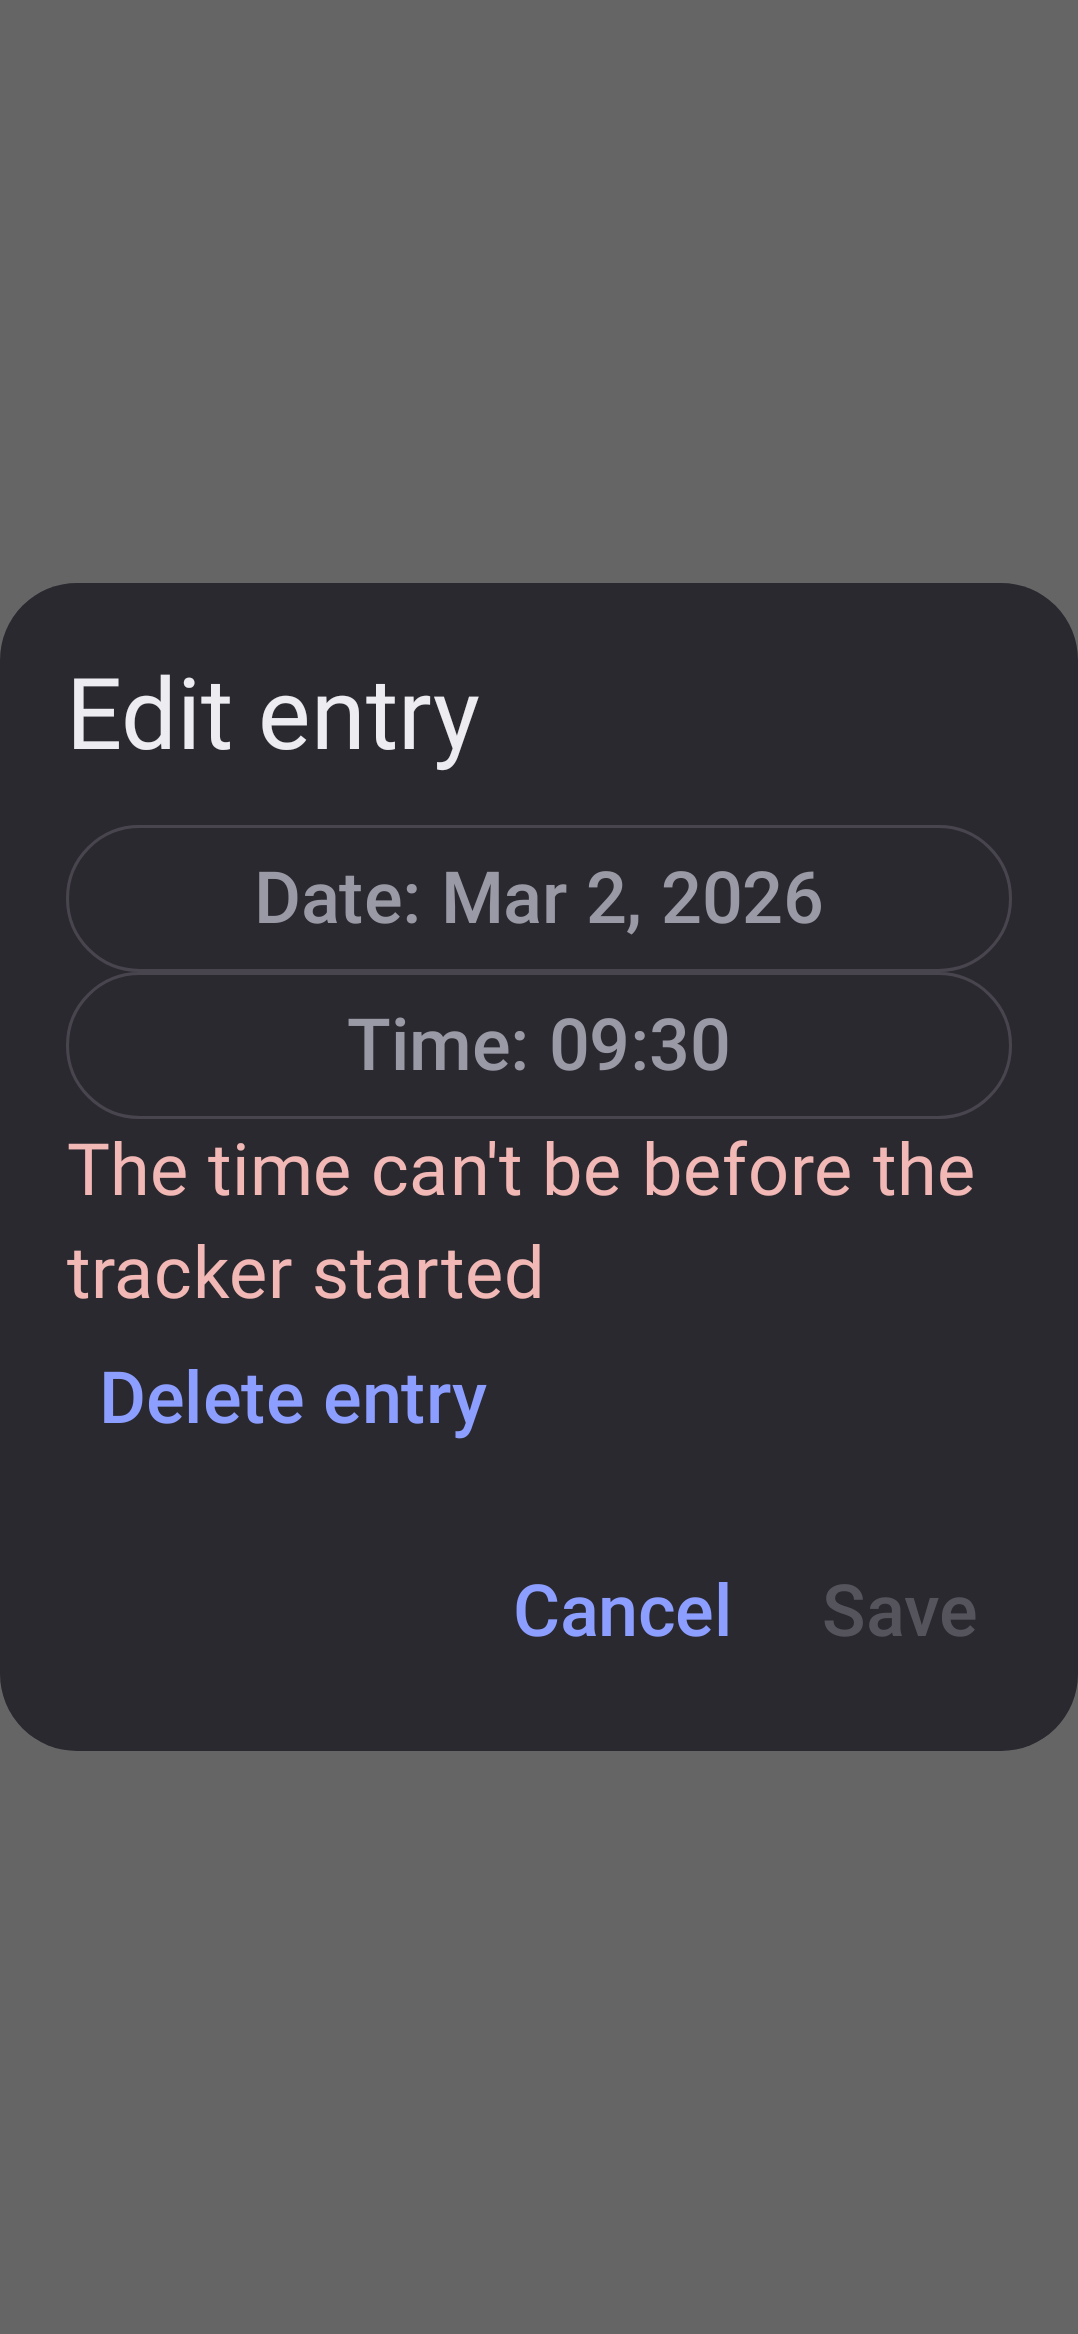 Edit entry
Date: Mar 2, 2026
Time: 09:30
The time can't be before the
tracker started
Delete entry
Cancel Save